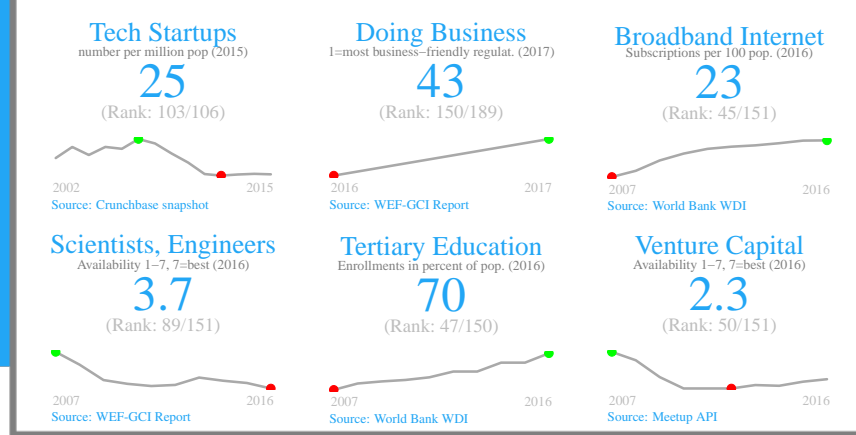 Tech Startups
number per million pop (2015)
25
(Rank: 103/106)
2002 2015
Source: Crunchbase snapshot
Doing Business
1=most business–friendly regulat. (2017)
43
(Rank: 150/189)
2016 2017
Source: WEF-GCI Report
Broadband Internet
Subscriptions per 100 pop. (2016)
23
(Rank: 45/151)
2007 2016
Source: World Bank WDI
Scientists, Engineers
Availability 1–7, 7=best (2016)
3.7
(Rank: 89/151)
2007 2016
Source: WEF-GCI Report
Tertiary Education
Enrollments in percent of pop. (2016)
70
(Rank: 47/150)
2007 2016
Source: World Bank WDI
Venture Capital
Availability 1–7, 7=best (2016)
2.3
(Rank: 50/151)
2007 2016
Source: Meetup API